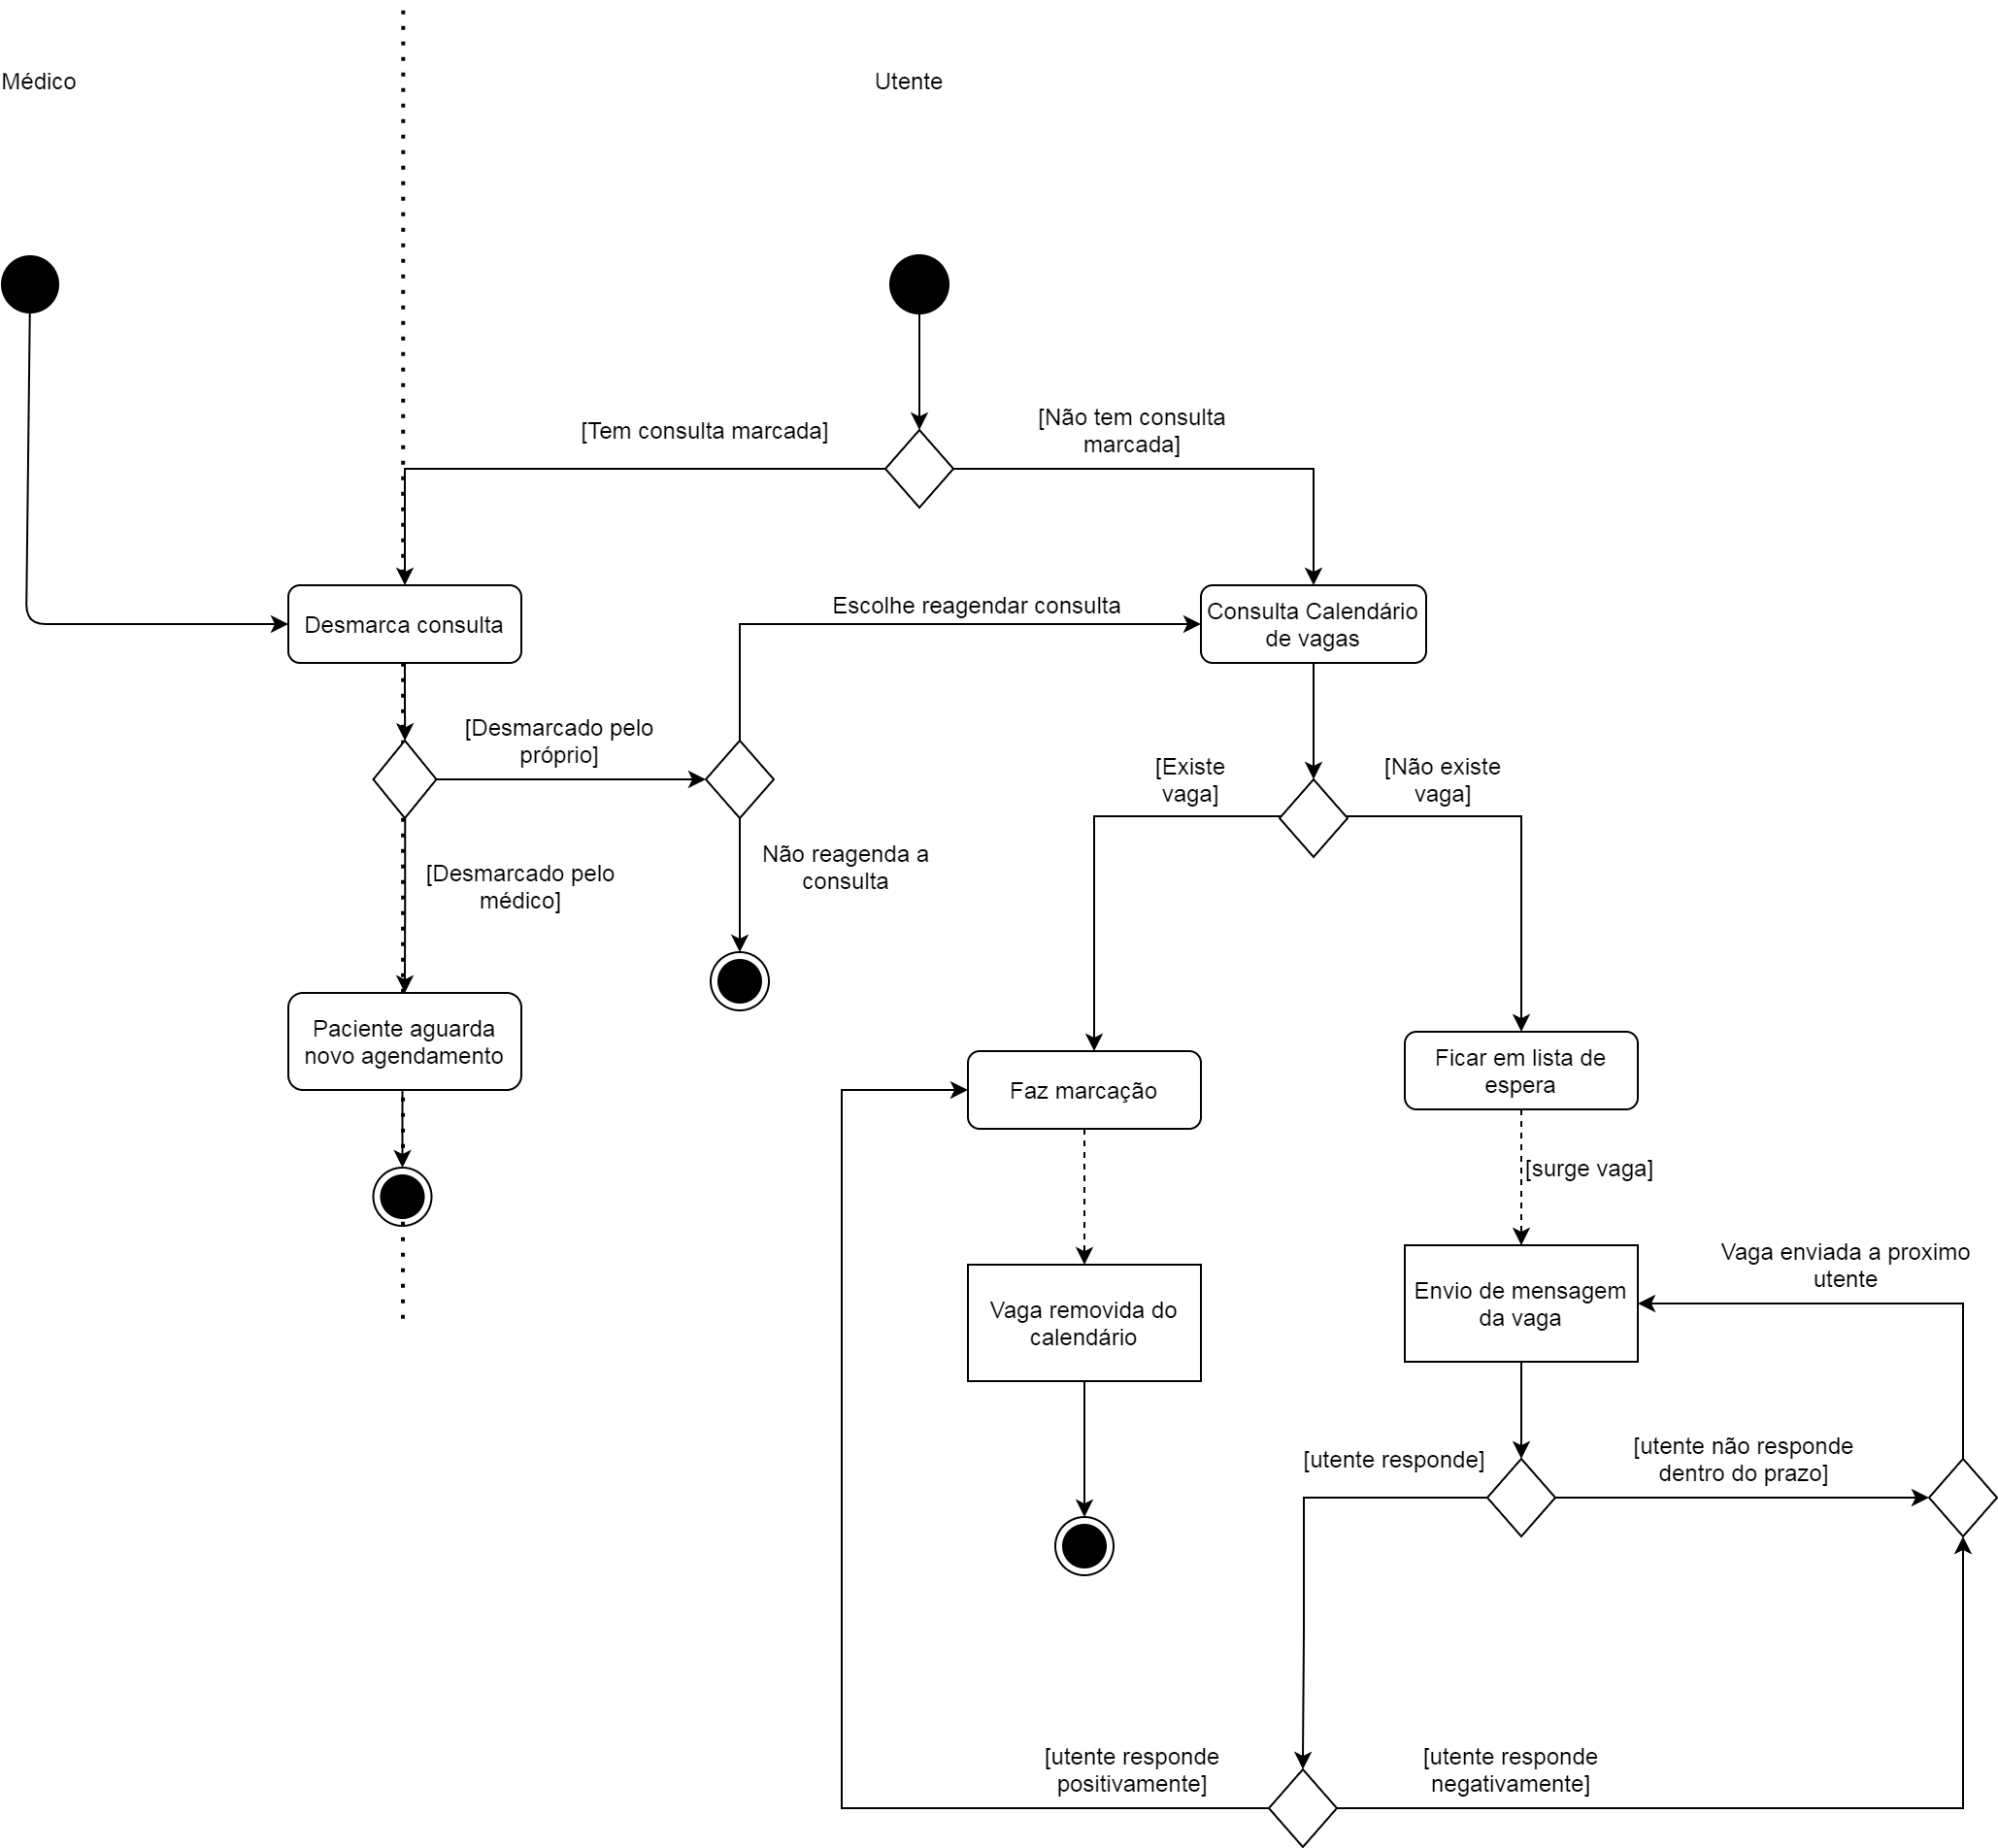 Médico
Utente
[Tem consulta marcada]
[Não tem consulta
marcada]
Desmarca consulta
Escolhe reagendar consulta
Consulta Calendário
de vagas
[Desmarcado pelo
próprio]
[Existe
vaga]
[Não existe
vaga]
Não reagenda a
consulta
[Desmarcado pelo
médico]
Paciente aguarda
novo agendamento
Faz marcação
Ficar em lista de
espera
[surge vaga]
Vaga removida do
calendário
Envio de mensagem
da vaga
Vaga enviada a proximo
utente
[utente responde]
[utente não responde
dentro do prazo]
[utente responde
positivamente]
[utente responde
negativamente]